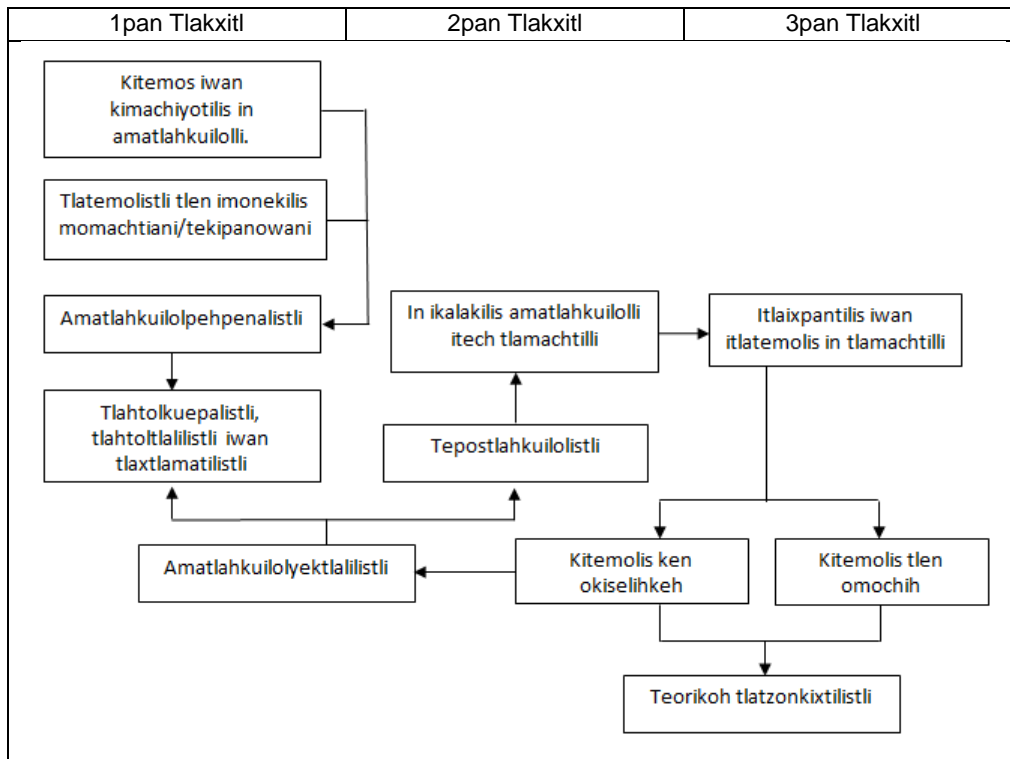 1pan Tlakxitl
2pan Tlakxitl
3pan Tlakxitl
Kitemos iwan
kimachiyotilis in
amatlahkuilolli.
Tlatemolistli tlen imonekilis
momachtiani/tekipanowani
Amatlahkuilolpehpenalistli
In ikalakilis amatlahkuilolli
itech tlamachtilli
Itlaixpantilis iwan
itlatemolis in tlamachtilli
Tlahtolkuepalistli,
tlahtoltlalilistli iwan
tlaxtlamatilistli
Tepostlahkuilolistli
Amatlahkuilolyektlalilistli
Kitemolis ken
okiselihkeh
Kitemolis tlen
omochih
Teorikoh tlatzonkixtilistli